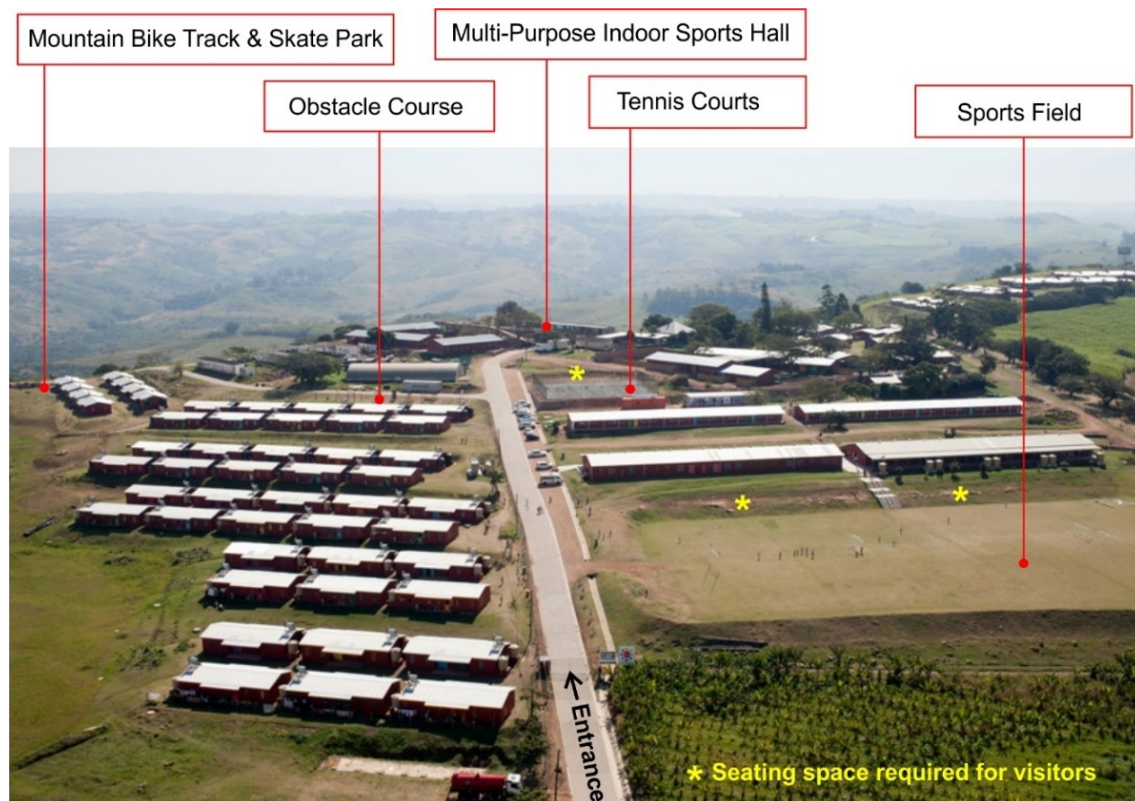 Mountain Bike Track & Skate Park
Multi-Purpose Indoor Sports Hall
Obstacle Course
Tennis Courts
Sports Field
← Entrance
* Seating space required for visitors